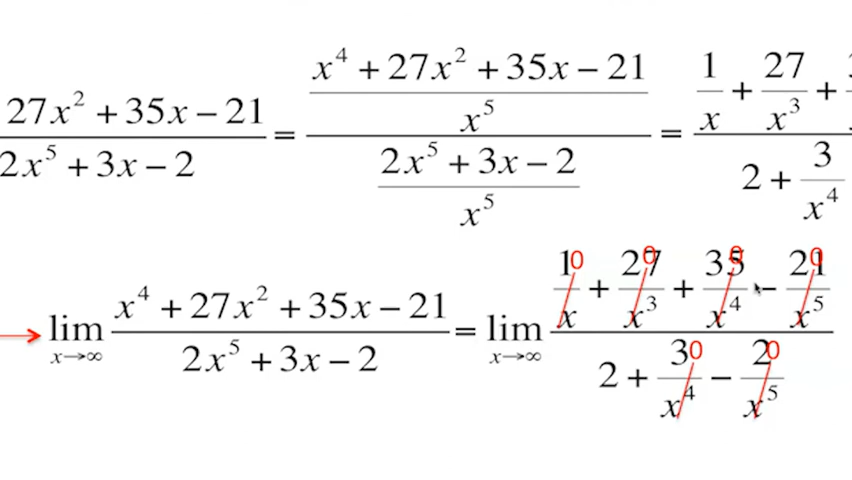 27x² + 35x − 21 / 2x⁵ + 3x − 2 = (x⁴ + 27x² + 35x − 21 / x⁵) / (2x⁵ + 3x − 2 / x⁵) = (1/x + 27/x³ +) / (2 + 3/x⁴)
lim x→∞ (x⁴ + 27x² + 35x − 21) / (2x⁵ + 3x − 2) = lim x→∞ (1/x 0 + 27/x³ 0 + 35/x⁴ 0 − 21/x⁵ 0) / (2 + 3/x⁴ 0 − 2/x⁵ 0)